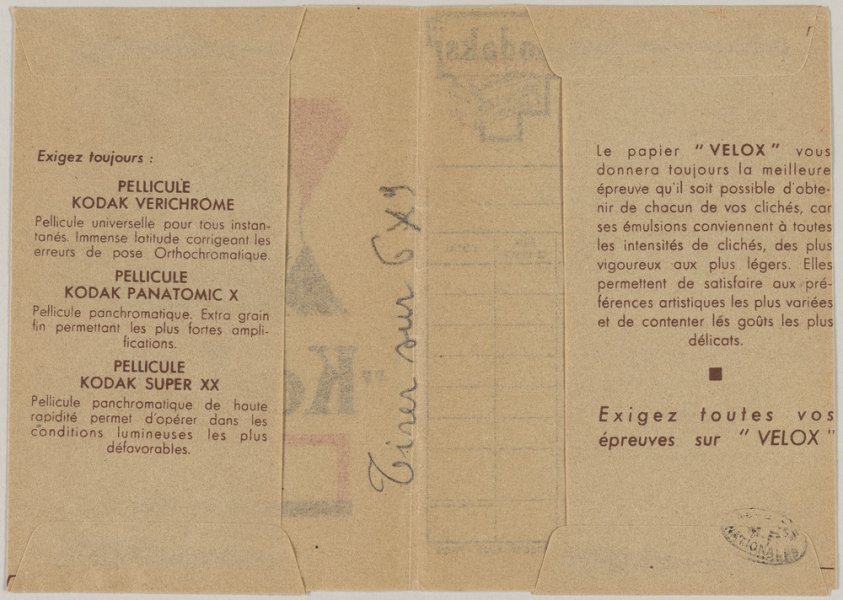 Exigez toujours :
PELLICULE
KODAK VERICHROME
Pellicule universelle pour tous instan-
tanés. Immense latitude corrigeant les
erreurs de pose Orthochromatique.
PELLICULE
KODAK PANATOMIC X
Pellicule panchromatique. Extra grain
fin permettant les plus fortes ampli-
fications.
PELLICULE
KODAK SUPER XX
Pellicule panchromatique de haute
rapidité permet d'opérer dans les
conditions lumineuses les plus
défavorables.
Tirer sur 6 X 9
Le papier "VELOX" vous
donnera toujours la meilleure
épreuve qu'il soit possible d'obte-
nir de chacun de vos clichés, car
ses émulsions conviennent à toutes
les intensités de clichés, des plus
vigoureux aux plus légers. Elles
permettent de satisfaire aux pré-
férences artistiques les plus variées
et de contenter lés goûts les plus
délicats.
Exigez toutes vos
épreuves sur "VELOX"
NATIONALES